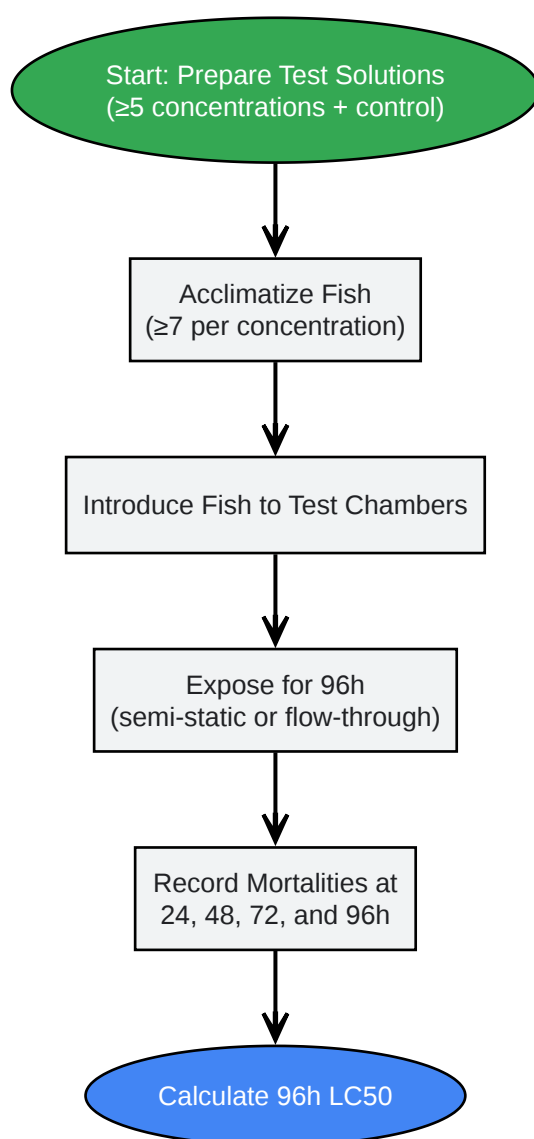 Start: Prepare Test Solutions
(≥5 concentrations + control)
Acclimatize Fish
(≥7 per concentration)
Introduce Fish to Test Chambers
Expose for 96h
(semi-static or flow-through)
Record Mortalities at
24, 48, 72, and 96h
Calculate 96h LC50